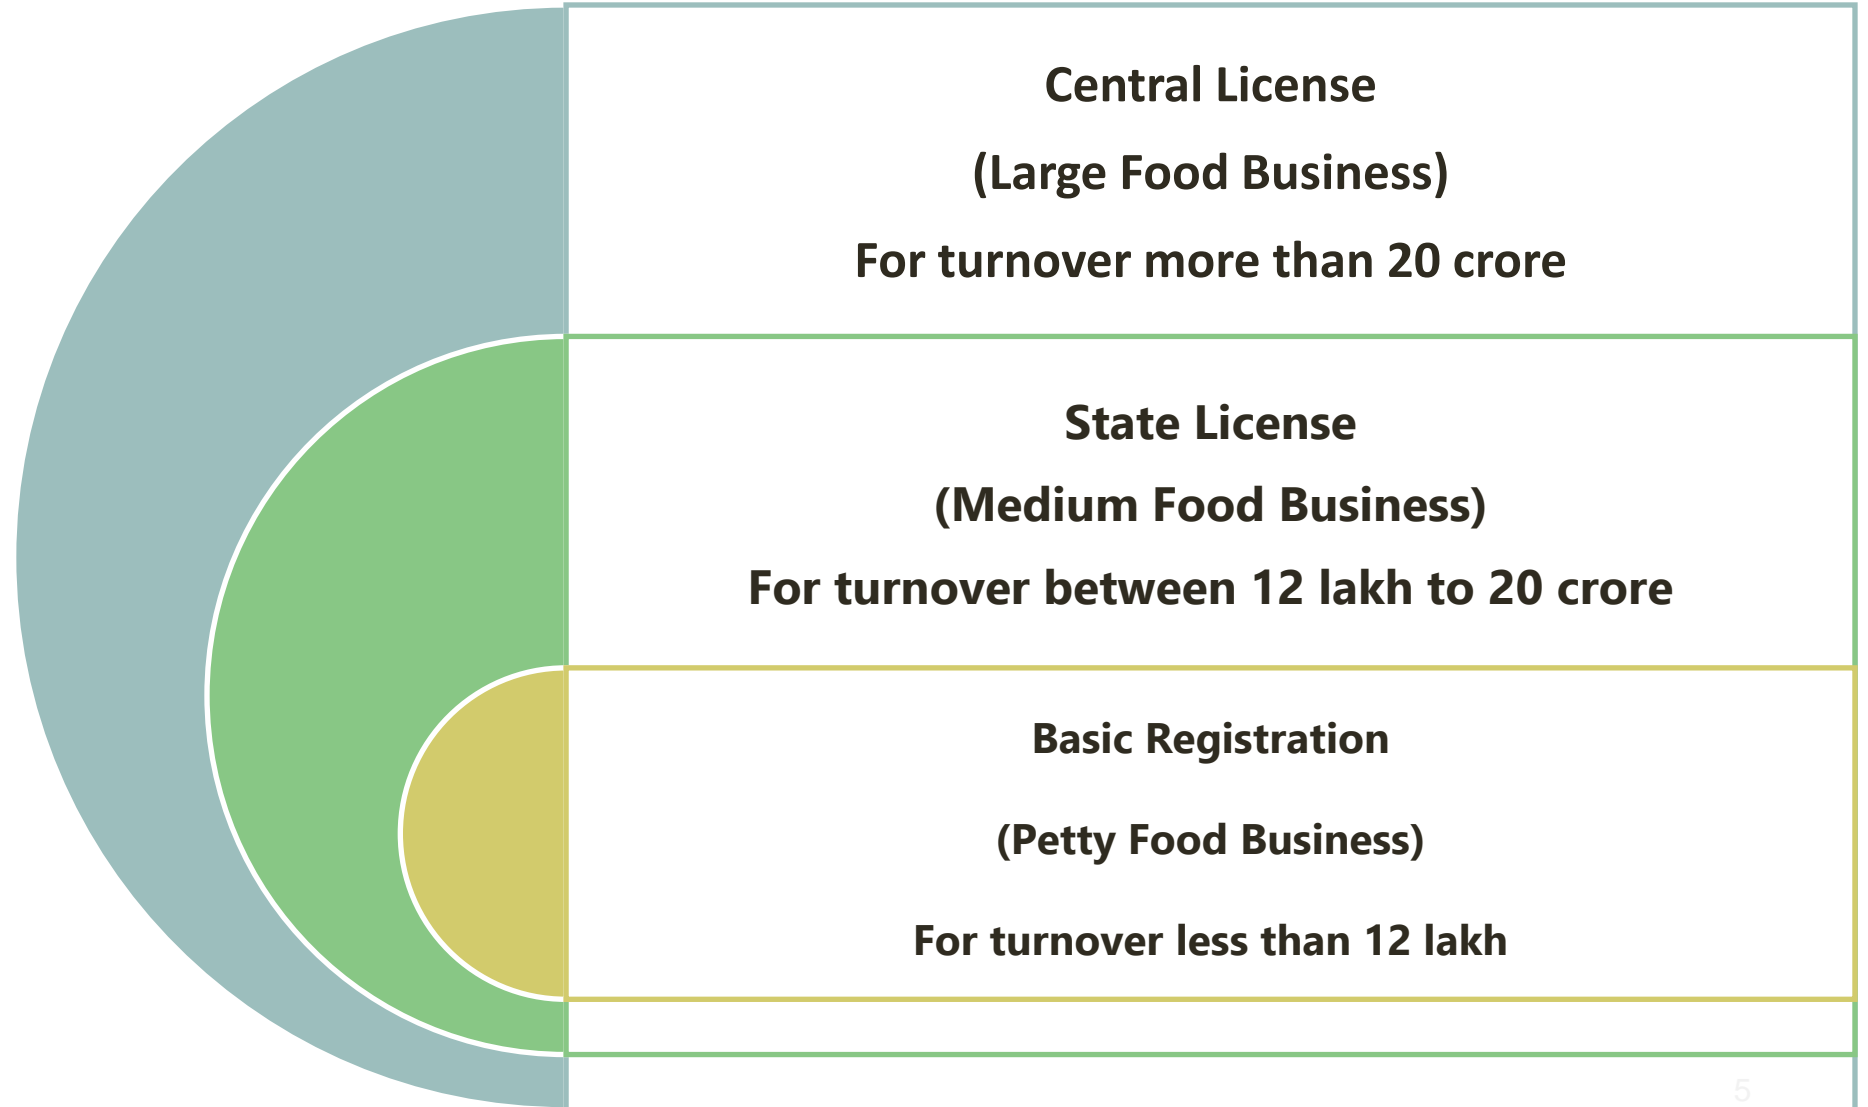 Central License
(Large Food Business)
For turnover more than 20 crore
State License
(Medium Food Business)
For turnover between 12 lakh to 20 crore
Basic Registration
(Petty Food Business)
For turnover less than 12 lakh
5